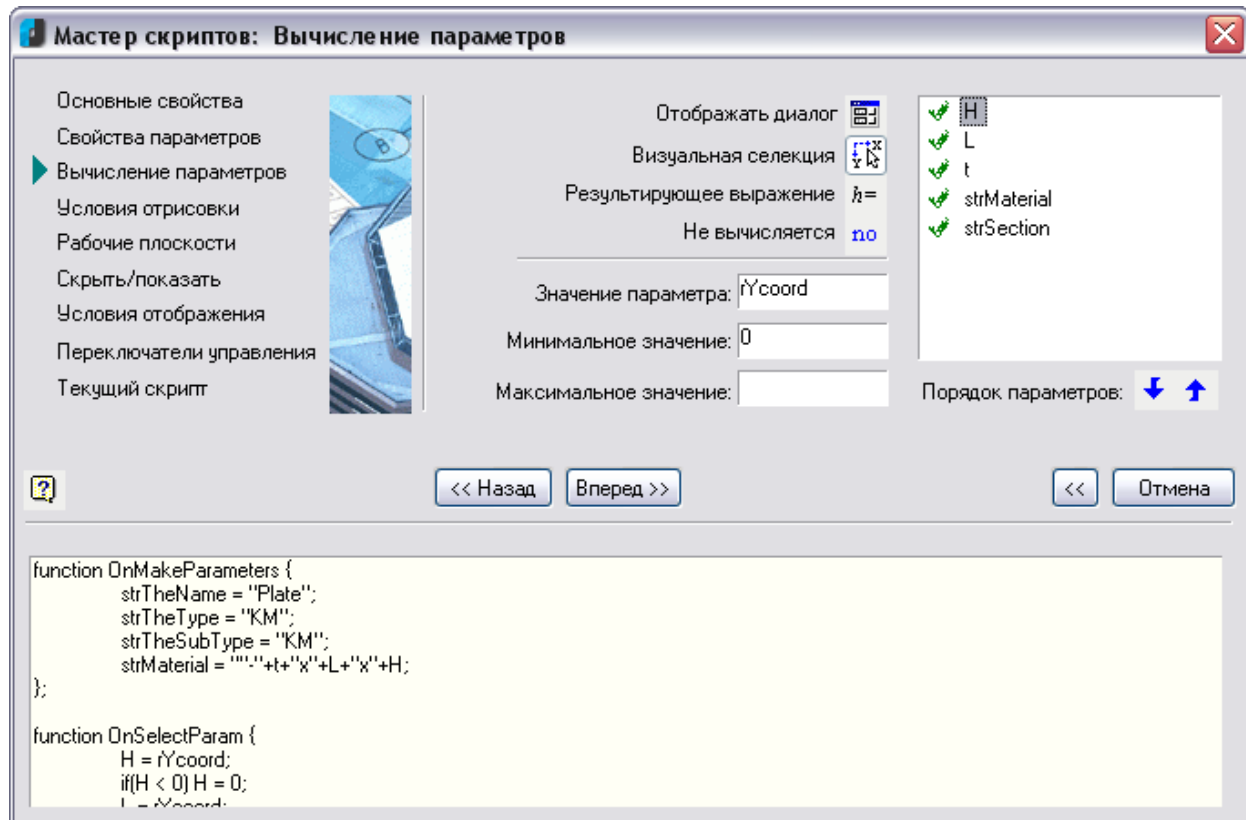 Мастер скриптов: Вычисление параметров
Основные свойства
Свойства параметров
Вычисление параметров
Условия отрисовки
Рабочие плоскости
Скрыть/показать
Условия отображения
Переключатели управления
Текущий скрипт
B
Отображать диалог
Визуальная селекция
Результирующее выражение h=
Не вычисляется no
Значение параметра: rYcoord
Минимальное значение: 0
Максимальное значение:
H
L
t
strMaterial
strSection
Порядок параметров:
<< Назад
Вперед >>
<<
Отмена
function OnMakeParameters {
strTheName = "Plate";
strTheType = "KM";
strTheSubType = "KM";
strMaterial = ""-"+t+"x"+L+"x"+H;
};
function OnSelectParam {
H = rYcoord;
if(H < 0) H = 0;
L = rYcoord;